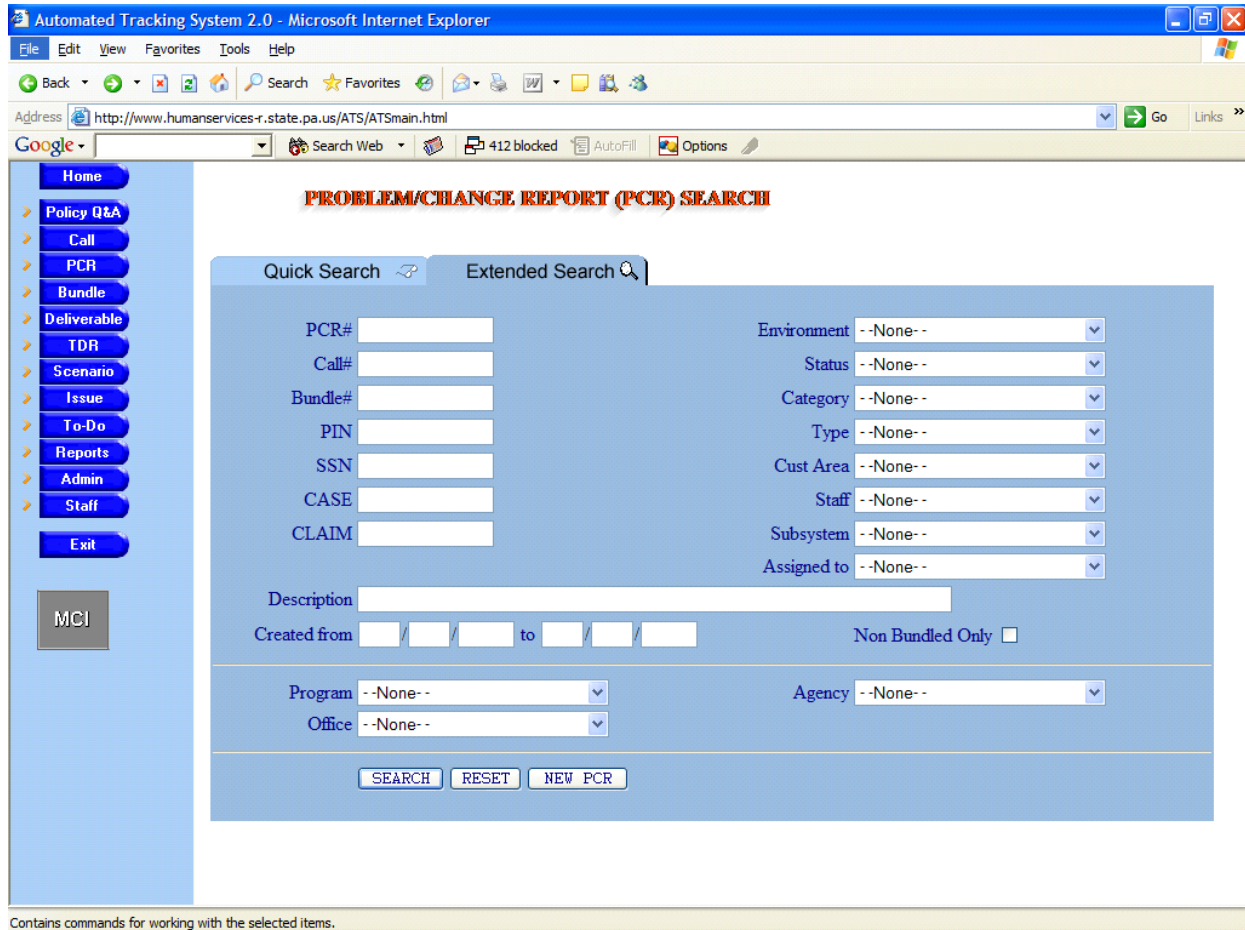 Automated Tracking System 2.0 - Microsoft Internet Explorer
File Edit View Favorites Tools Help
Back Search Favorites
Address http://www.humanservices-r.state.pa.us/ATS/ATSmain.html Go Links »
Google Search Web 412 blocked AutoFill Options
Home
Policy Q&A
Call
PCR
Bundle
Deliverable
TDR
Scenario
Issue
To-Do
Reports
Admin
Staff
Exit
MCI
PROBLEM/CHANGE REPORT (PCR) SEARCH
Quick Search Extended Search
PCR# Environment --None--
Call# Status --None--
Bundle# Category --None--
PIN Type --None--
SSN Cust Area --None--
CASE Staff --None--
CLAIM Subsystem --None--
Assigned to --None--
Description
Created from / / to / / Non Bundled Only
Program --None-- Agency --None--
Office --None--
SEARCH RESET NEW PCR
Contains commands for working with the selected items.